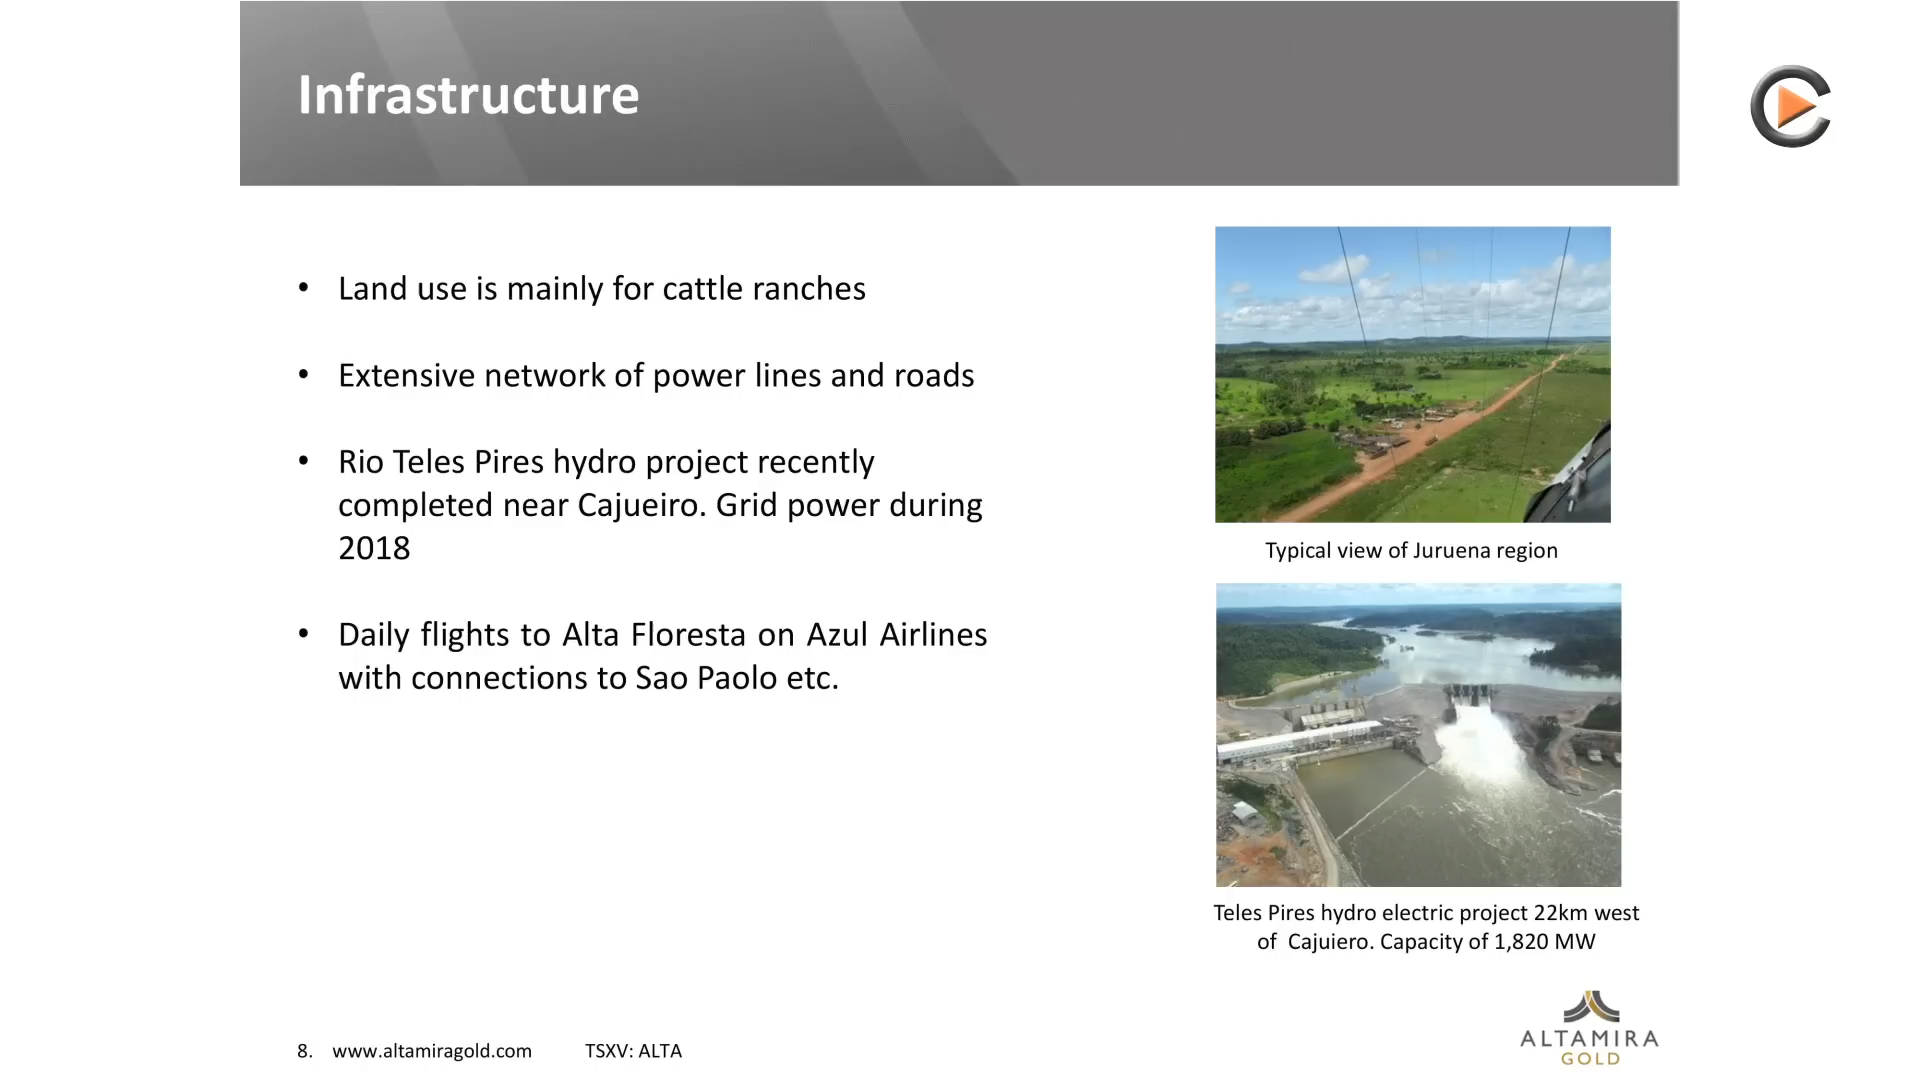 Infrastructure
• Land use is mainly for cattle ranches
• Extensive network of power lines and roads
• Rio Teles Pires hydro project recently
completed near Cajueiro. Grid power during
2018
• Daily flights to Alta Floresta on Azul Airlines
with connections to Sao Paolo etc.
Typical view of Juruena region
Teles Pires hydro electric project 22km west
of Cajuiero. Capacity of 1,820 MW
8. www.altamiragold.com TSXV: ALTA
ALTAMIRA
GOLD